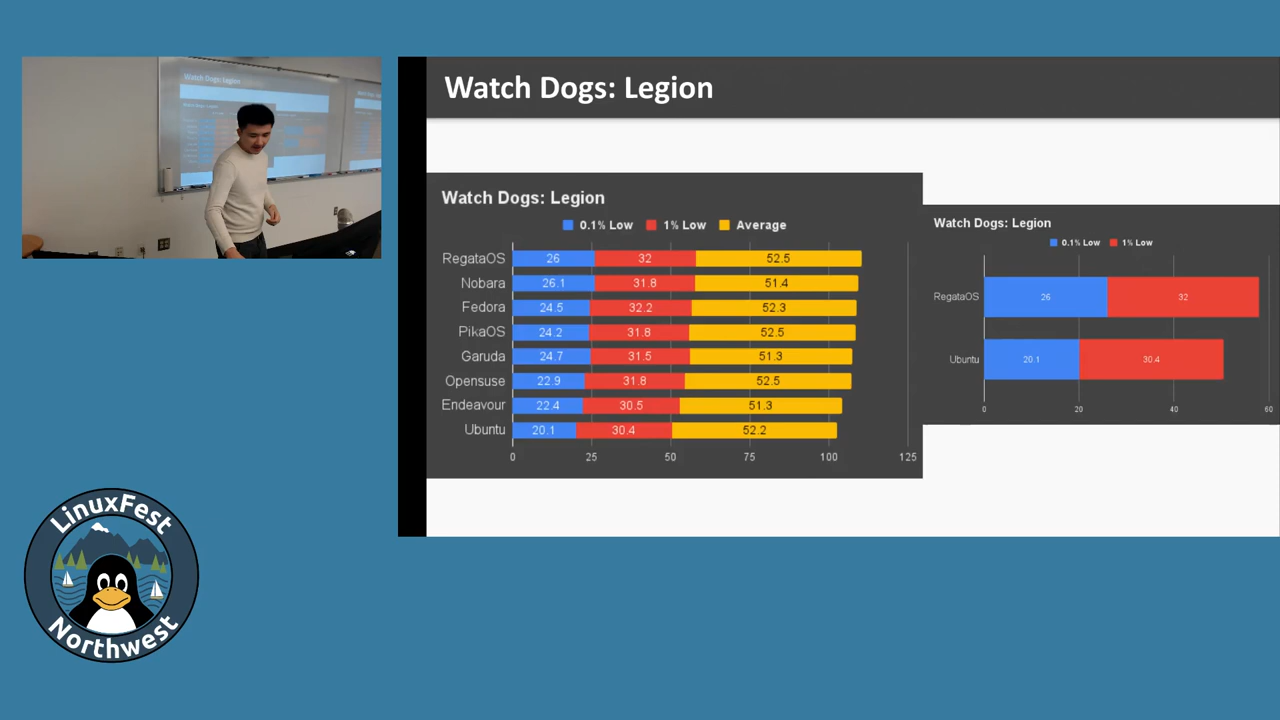 Watch Dogs: Legion
Watch Dogs: Legion
0.1% Low 1% Low Average
RegataOS 26 32 52.5
Nobara 26.1 31.8 51.4
Fedora 24.5 32.2 52.3
PikaOS 24.2 31.8 52.5
Garuda 24.7 31.5 51.3
Opensuse 22.9 31.8 52.5
Endeavour 22.4 30.5 51.3
Ubuntu 20.1 30.4 52.2
0 25 50 75 100 125
Watch Dogs: Legion
0.1% Low 1% Low
RegataOS 26 32
Ubuntu 20.1 30.4
0 20 40 60
Watch Dogs: Legion
LinuxFest
Northwest